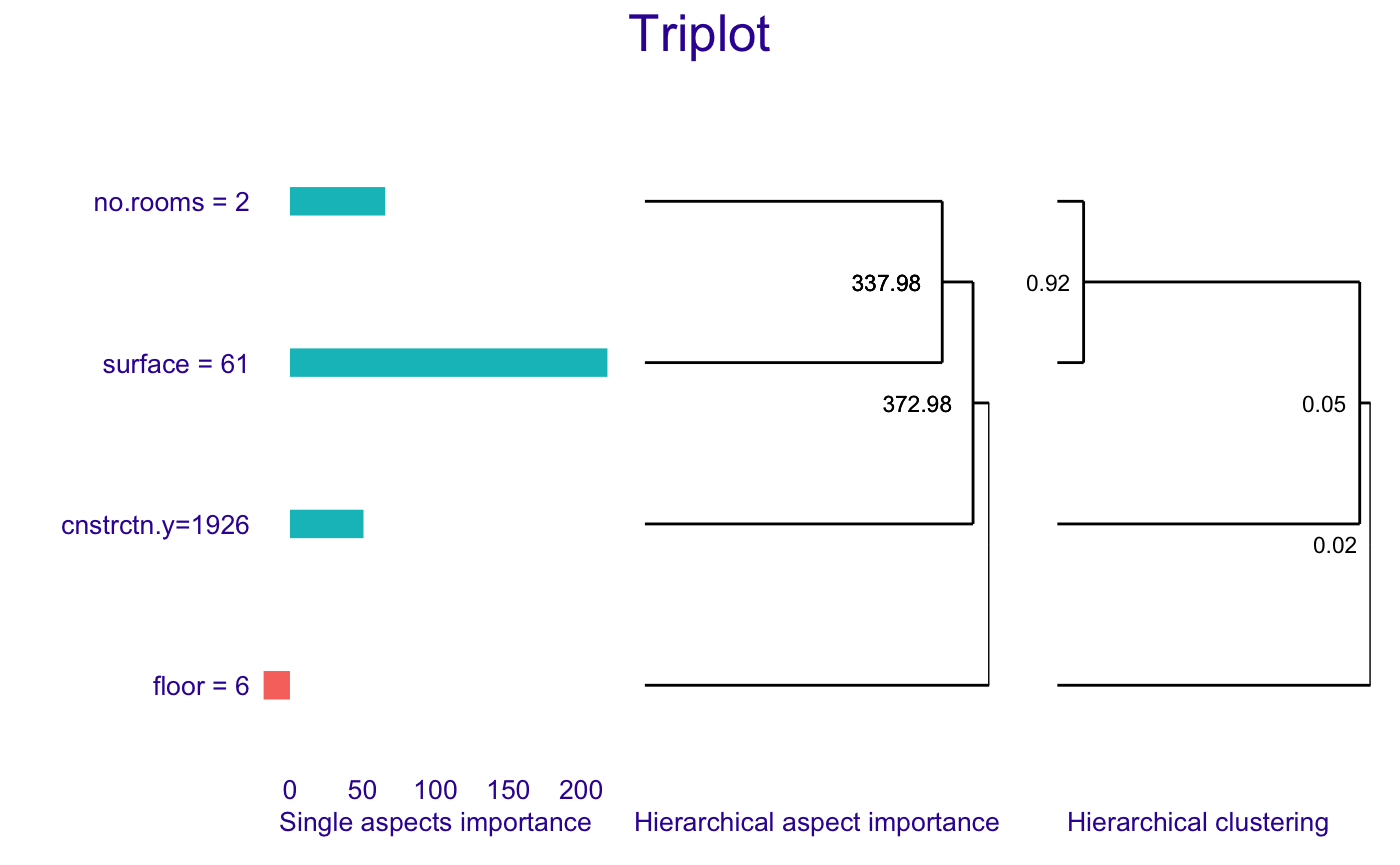 Triplot
no.rooms = 2
337.98
0.92
surface = 61
372.98
0.05
cnstrctn.y=1926
0.02
floor = 6
0 50 100 150 200
Single aspects importance
Hierarchical aspect importance
Hierarchical clustering